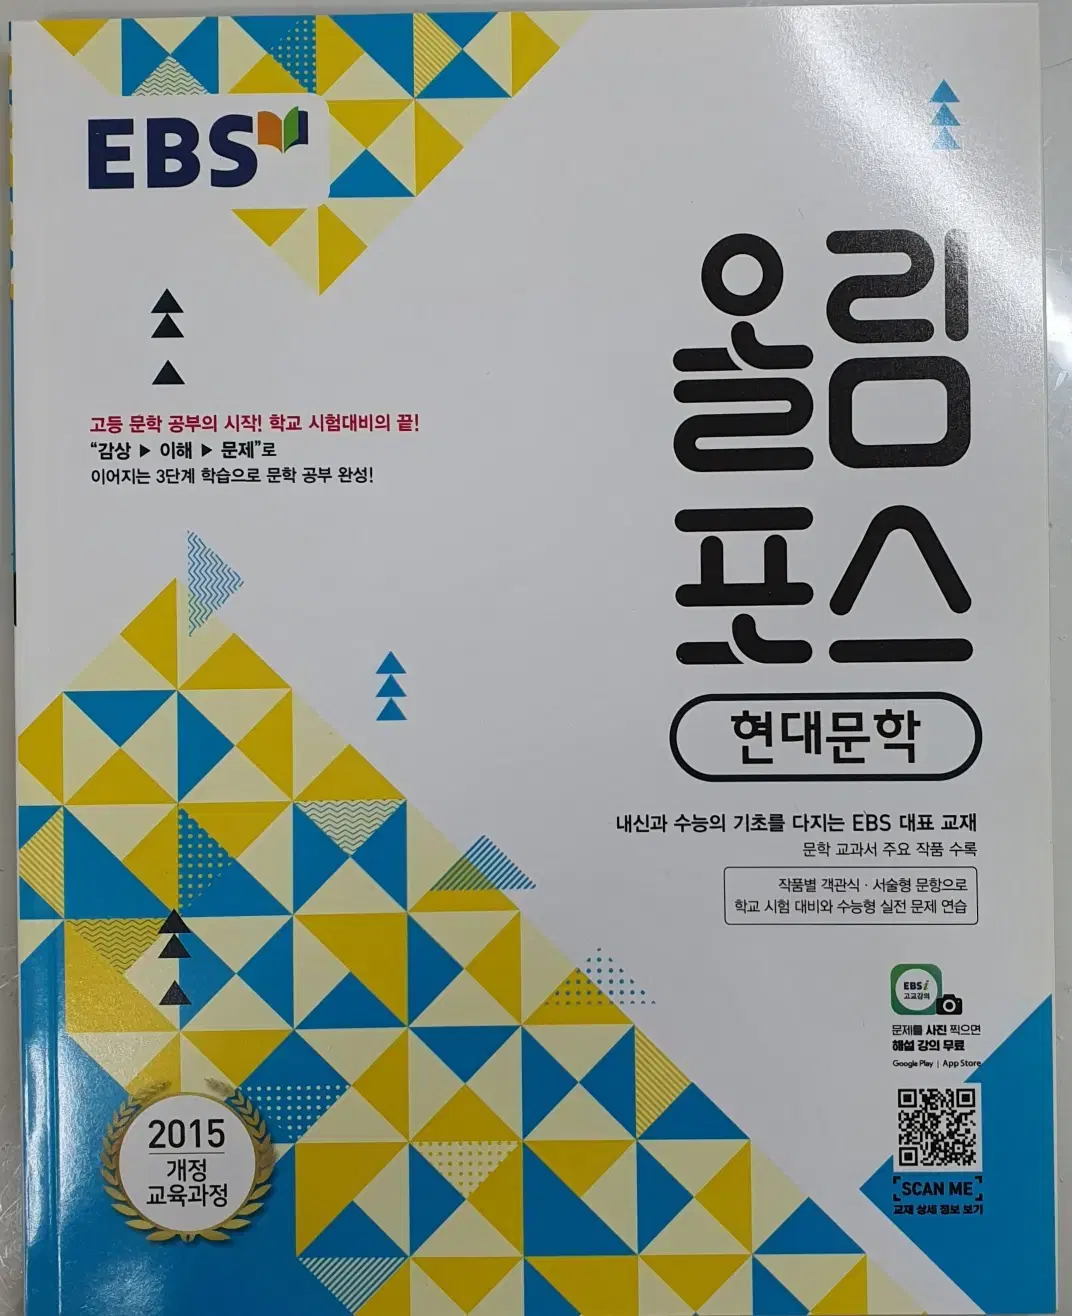 EBS
올림
포스
현대문학
고등 문학 공부의 시작! 학교 시험대비의 끝!
“감상 ▶ 이해 ▶ 문제”로
이어지는 3단계 학습으로 문학 공부 완성!
내신과 수능의 기초를 다지는 EBS 대표 교재
문학 교과서 주요 작품 수록
작품별 객관식 · 서술형 문항으로
학교 시험 대비와 수능형 실전 문제 연습
EBSi
고교강의
문제를 사진 찍으면
해설 강의 무료
Google Play | App Store
SCAN ME
교재 상세 정보 보기
2015
개정
교육과정